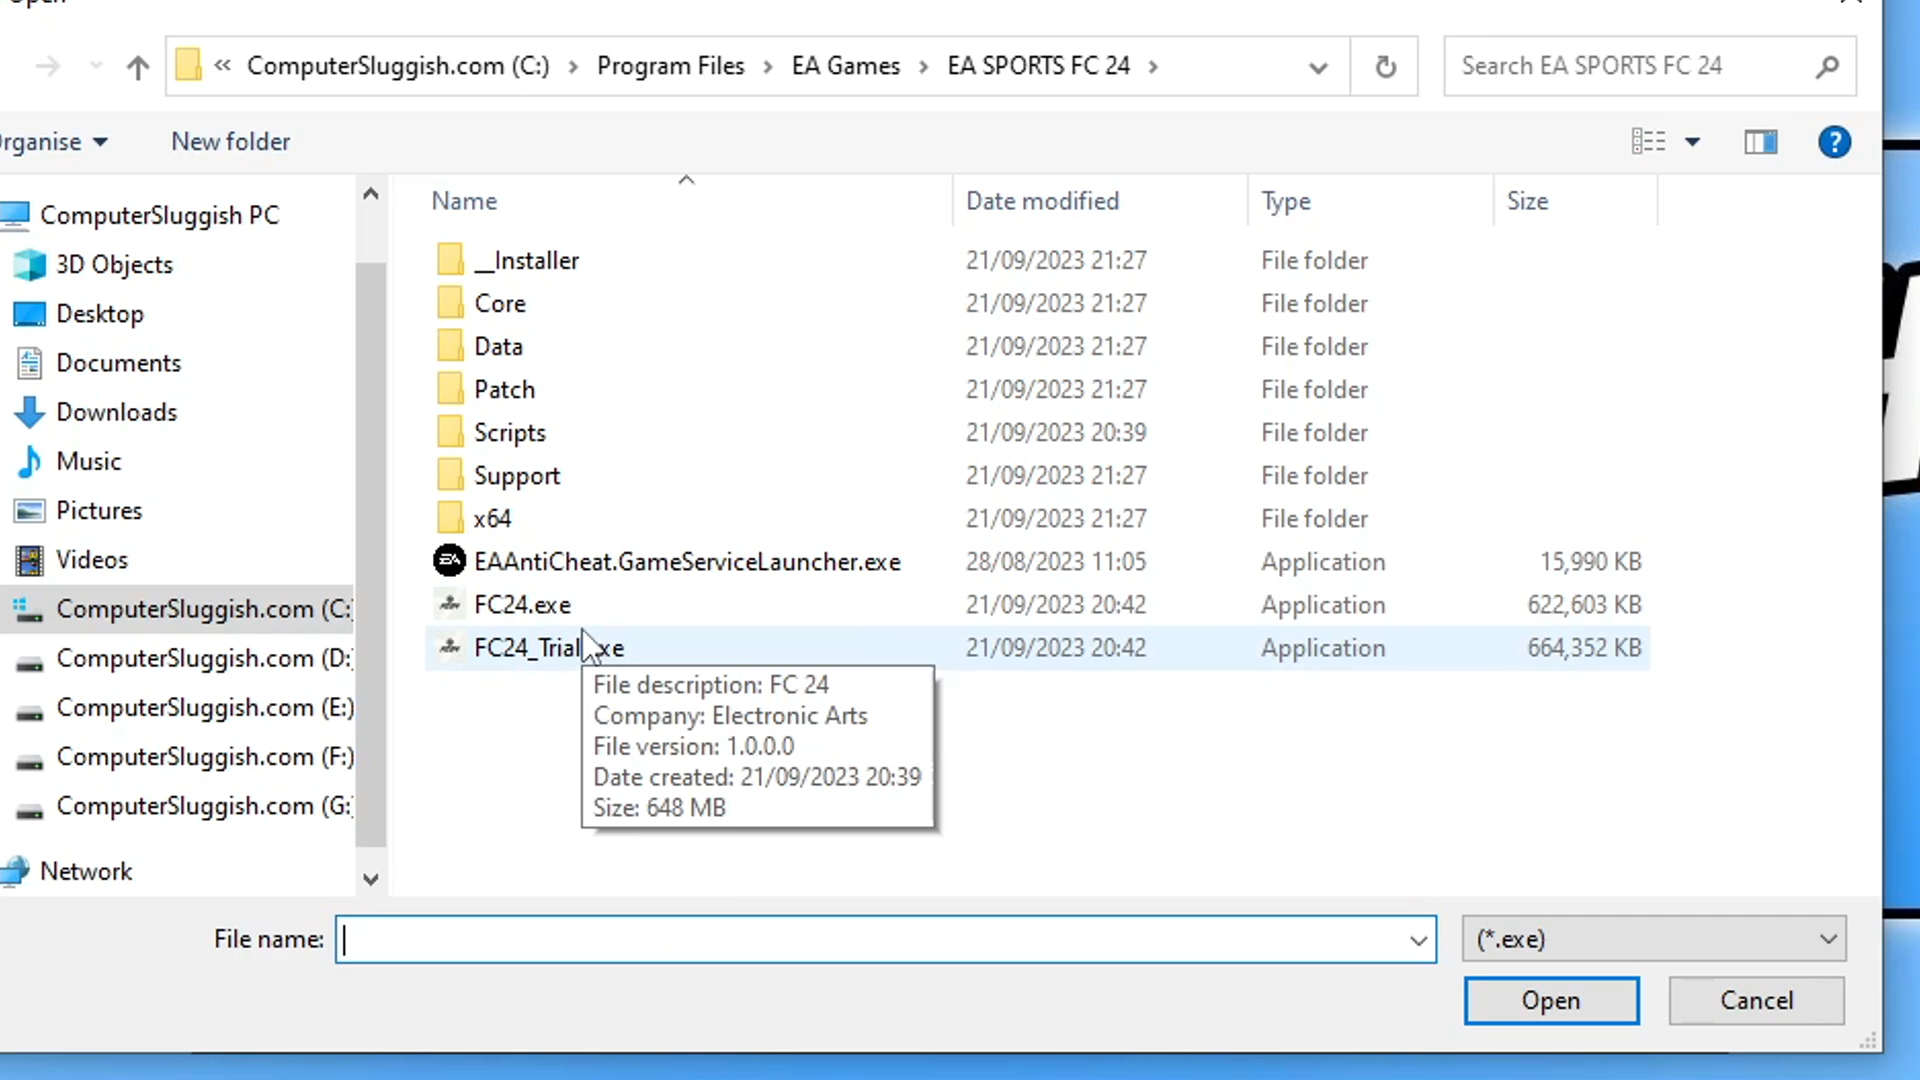 Open
« ComputerSluggish.com (C:) › Program Files › EA Games › EA SPORTS FC 24 ›
Search EA SPORTS FC 24
rganise
New folder
?
ComputerSluggish PC
3D Objects
Desktop
Documents
Downloads
Music
Pictures
Videos
ComputerSluggish.com (C:
ComputerSluggish.com (D:
ComputerSluggish.com (E:)
ComputerSluggish.com (F:)
ComputerSluggish.com (G:
Network
Name Date modified Type Size
__Installer 21/09/2023 21:27 File folder
Core 21/09/2023 21:27 File folder
Data 21/09/2023 21:27 File folder
Patch 21/09/2023 21:27 File folder
Scripts 21/09/2023 20:39 File folder
Support 21/09/2023 21:27 File folder
x64 21/09/2023 21:27 File folder
EA EAAntiCheat.GameServiceLauncher.exe 28/08/2023 11:05 Application 15,990 KB
FC24.exe 21/09/2023 20:42 Application 622,603 KB
FC24_Trial xe 21/09/2023 20:42 Application 664,352 KB
File description: FC 24
Company: Electronic Arts
File version: 1.0.0.0
Date created: 21/09/2023 20:39
Size: 648 MB
File name:
(*.exe)
Open
Cancel